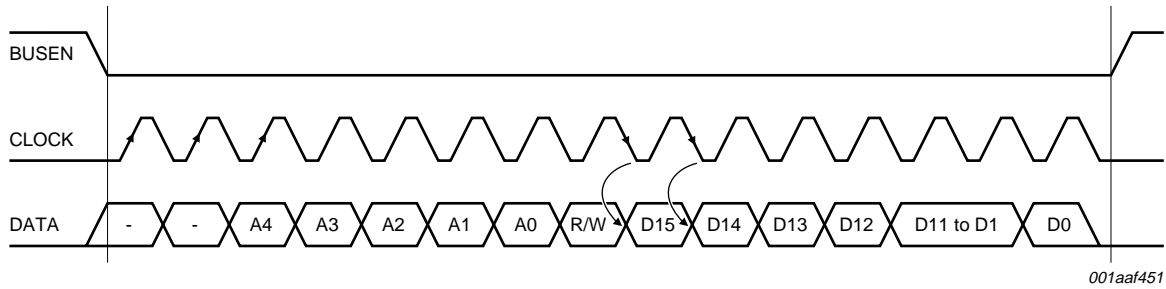 BUSEN
CLOCK
DATA - - A4 A3 A2 A1 A0 R/W D15 D14 D13 D12 D11 to D1 D0
001aaf451